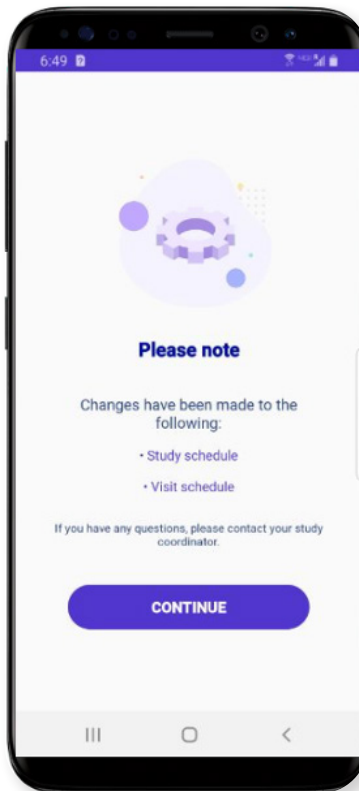 6:49
Please note
Changes have been made to the
following:
• Study schedule
• Visit schedule
If you have any questions, please contact your study
coordinator.
CONTINUE